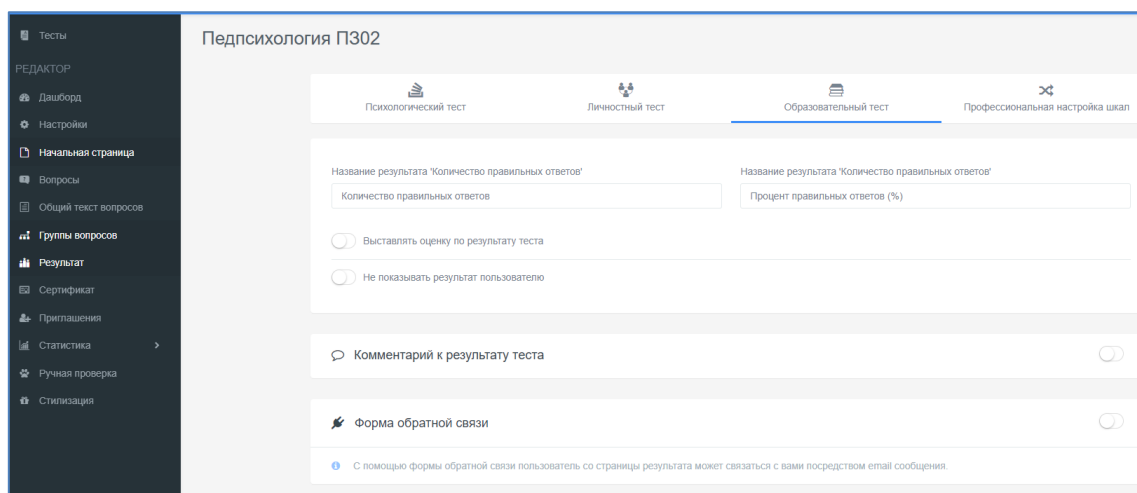 Тесты
РЕДАКТОР
Дашборд
Настройки
Начальная страница
Вопросы
Общий текст вопросов
Группы вопросов
Результат
Сертификат
Приглашения
Статистика
Ручная проверка
Стилизация
Педпсихология ПЗ02
Психологический тест
Личностный тест
Образовательный тест
Профессиональная настройка шкал
Название результата 'Количество правильных ответов'
Количество правильных ответов
Название результата 'Количество правильных ответов'
Процент правильных ответов (%)
Выставлять оценку по результату теста
Не показывать результат пользователю
Комментарий к результату теста
Форма обратной связи
С помощью формы обратной связи пользователь со страницы результата может связаться с вами посредством email сообщения.